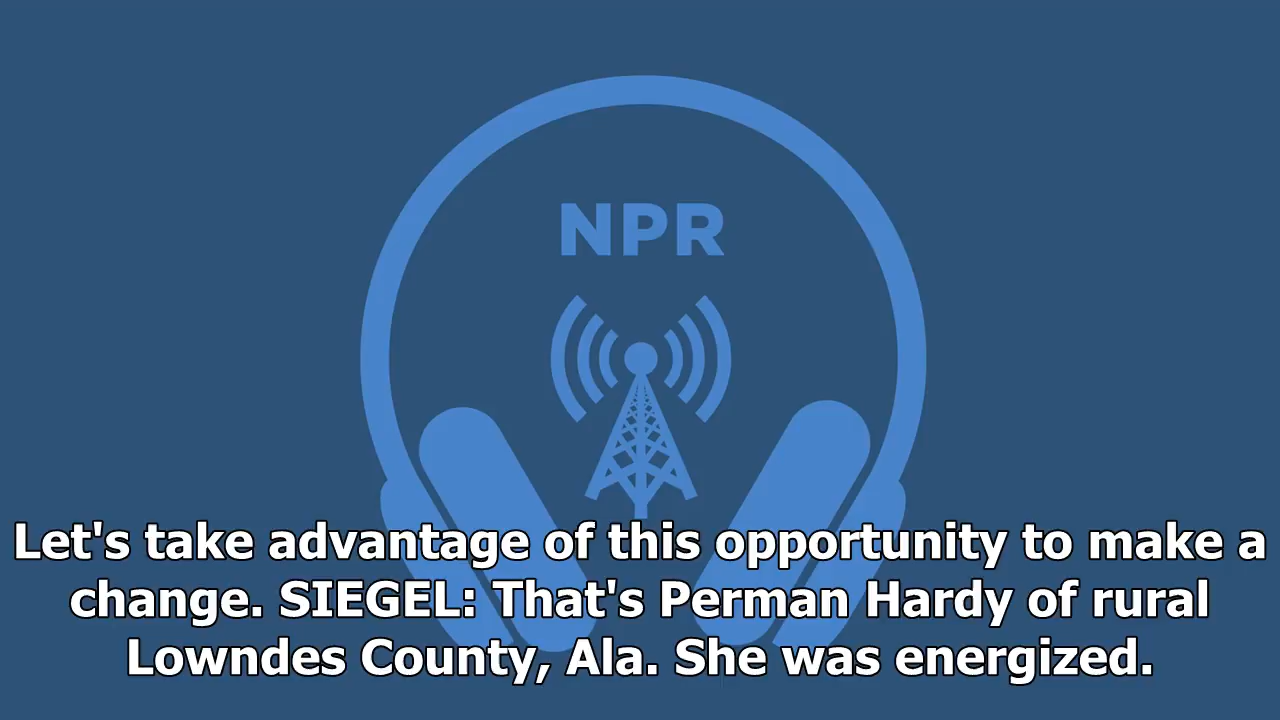 NPR
Let's take advantage of this opportunity to make a
change. SIEGEL: That's Perman Hardy of rural
Lowndes County, Ala. She was energized.